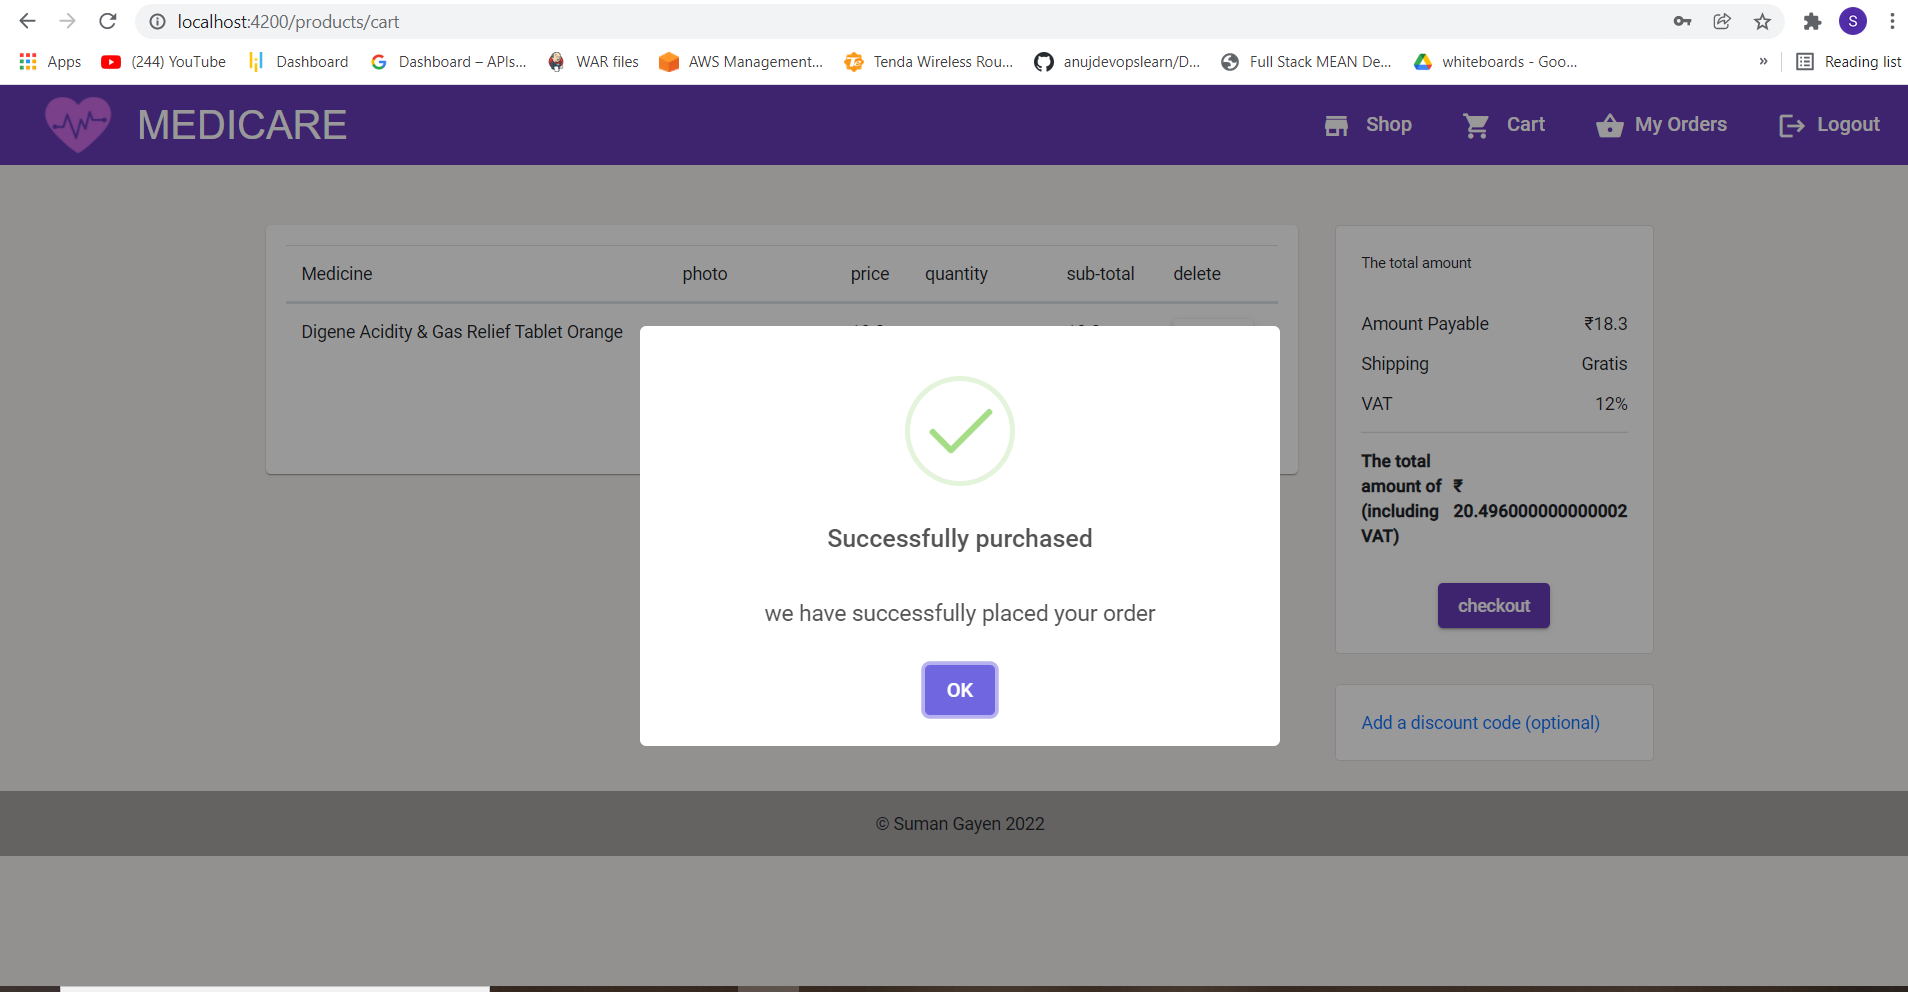 localhost:4200/products/cart
S
Apps
(244) YouTube
Dashboard
Dashboard – APIs...
WAR files
AWS Management...
Tenda Wireless Rou...
anujdevopslearn/D...
Full Stack MEAN De...
whiteboards - Goo...
»
Reading list
MEDICARE
Shop
Cart
My Orders
Logout
Medicine photo price quantity sub-total delete
Digene Acidity & Gas Relief Tablet Orange
Successfully purchased
we have successfully placed your order
OK
The total amount
Amount Payable ₹18.3
Shipping Gratis
VAT 12%
The total
amount of ₹
(including 20.496000000000002
VAT)
checkout
Add a discount code (optional)
© Suman Gayen 2022